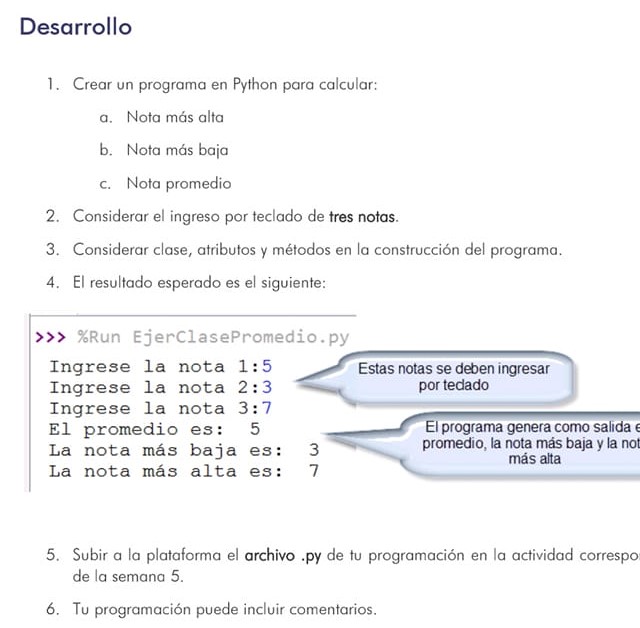 Desarrollo
1. Crear un programa en Python para calcular:
a. Nota más alta
b. Nota más baja
c. Nota promedio
2. Considerar el ingreso por teclado de tres notas.
3. Considerar clase, atributos y métodos en la construcción del programa.
4. El resultado esperado es el siguiente:
>>> %Run EjerClasePromedio.py
Ingrese la nota 1:5
Ingrese la nota 2:3
Ingrese la nota 3:7
El promedio es: 5
La nota más baja es: 3
La nota más alta es: 7
Estas notas se deben ingresar
por teclado
El programa genera como salida e
promedio, la nota más baja y la not
más alta
5. Subir a la plataforma el archivo .py de tu programación en la actividad correspo
de la semana 5.
6. Tu programación puede incluir comentarios.